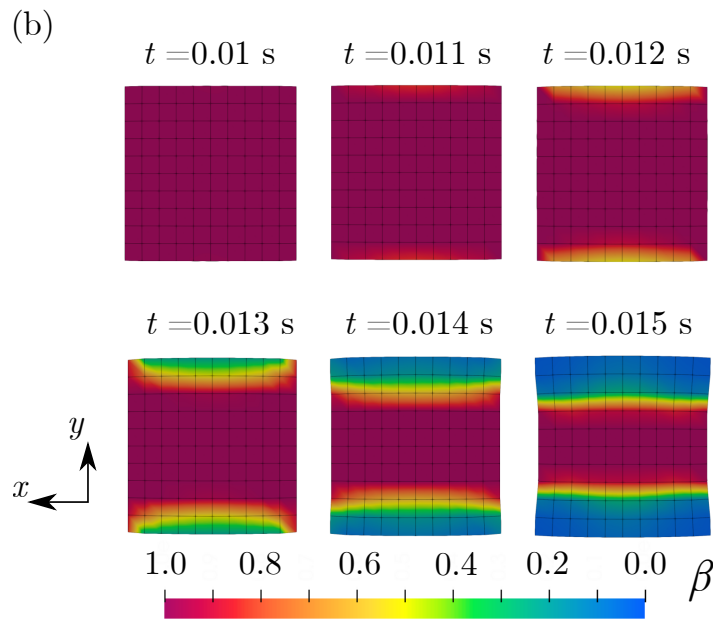 (b)
t =0.01 s
t =0.011 s
t =0.012 s
t =0.013 s
t =0.014 s
t =0.015 s
y
x
1.0 0.8 0.6 0.4 0.2 0.0 β